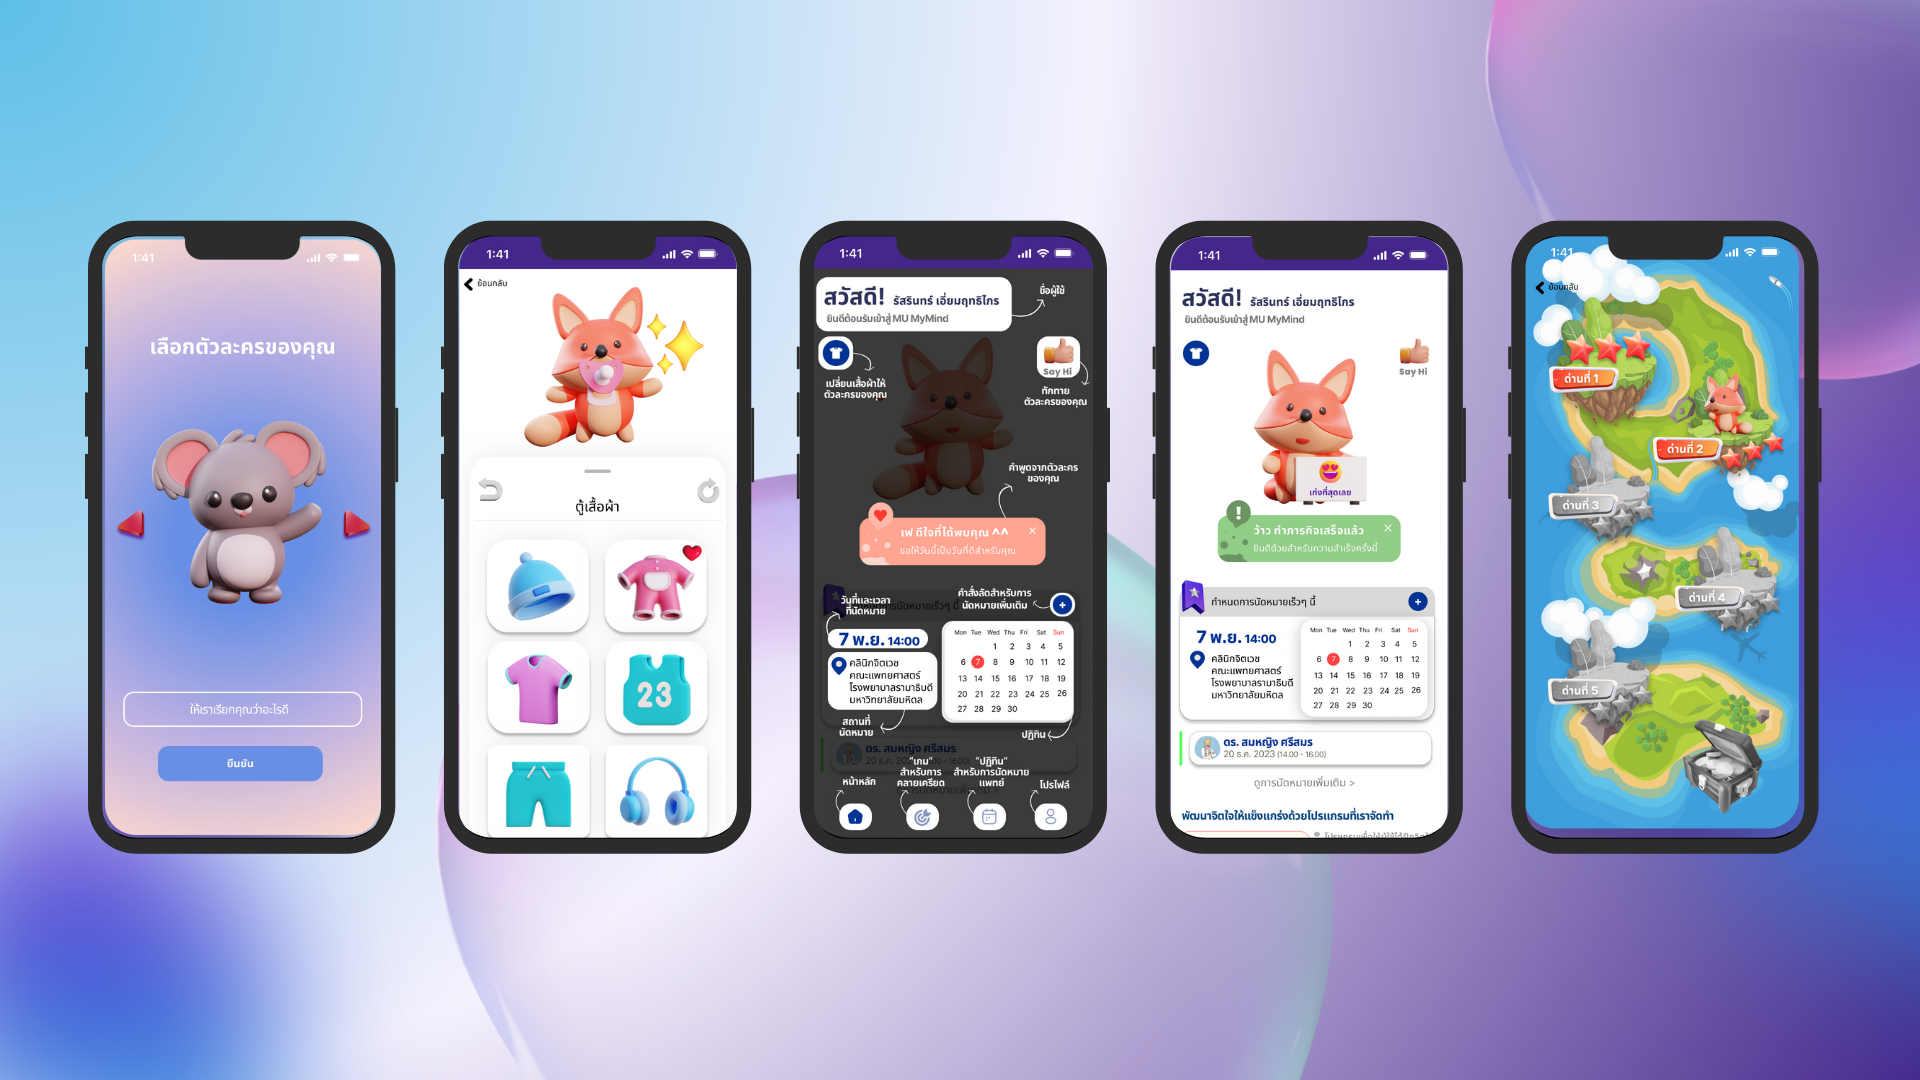 1:41
เลือกตัวละครของคุณ
ให้เราเรียกคุณว่าอะไรดี
ยืนยัน
1:41
ย้อนกลับ
ตู้เสื้อผ้า
23
1:41
สวัสดี! รัสรินทร์ เอี่ยมฤทธิไกร
ยินดีต้อนรับเข้าสู่ MU MyMind
ชื่อผู้ใช้
เปลี่ยนเสื้อผ้าให้
ตัวละครของคุณ
Say Hi
ทักทาย
ตัวละครของคุณ
คำพูดจากตัวละคร
ของคุณ
เฟ ดีใจที่ได้พบคุณ ^^
ขอให้วันนี้เป็นวันที่ดีสำหรับคุณ
วันที่และเวลา
ที่นัดหมาย
คำสั่งลัดสำหรับการ
นัดหมายเพิ่มเติม
7 พ.ย. 14:00
คลินิกจิตเวช
คณะแพทยศาสตร์
โรงพยาบาลรามาธิบดี
มหาวิทยาลัยมหิดล
Mon Tue Wed Thu Fri Sat Sun
1 2 3 4 5
6 7 8 9 10 11 12
13 14 15 16 17 18 19
20 21 22 23 24 25 26
27 28 29 30
สถานที่
นัดหมาย
ปฏิทิน
ดร. สมหญิง ศรีสมร
หน้าหลัก
"เกม"
สำหรับการ
คลายเครียด
"ปฏิทิน"
สำหรับการนัดหมาย
แพทย์
โปรไฟล์
1:41
สวัสดี! รัสรินทร์ เอี่ยมฤทธิไกร
ยินดีต้อนรับเข้าสู่ MU MyMind
Say Hi
เก่งที่สุดเลย
ว้าว ทำภารกิจเสร็จแล้ว
ยินดีด้วยสำหรับความสำเร็จครั้งนี้
กำหนดการนัดหมายเร็วๆ นี้
7 พ.ย. 14:00
คลินิกจิตเวช
คณะแพทยศาสตร์
โรงพยาบาลรามาธิบดี
มหาวิทยาลัยมหิดล
Mon Tue Wed Thu Fri Sat Sun
1 2 3 4 5
6 7 8 9 10 11 12
13 14 15 16 17 18 19
20 21 22 23 24 25 26
27 28 29 30
ดร. สมหญิง ศรีสมร
20 ธ.ค. 2023 (14.00 - 16.00)
ดูการนัดหมายเพิ่มเติม >
พัฒนาจิตใจให้แข็งแกร่งด้วยโปรแกรมที่เราจัดทำ
1:41
ย้อนกลับ
ด่านที่ 1
ด่านที่ 2
ด่านที่ 3
ด่านที่ 4
ด่านที่ 5